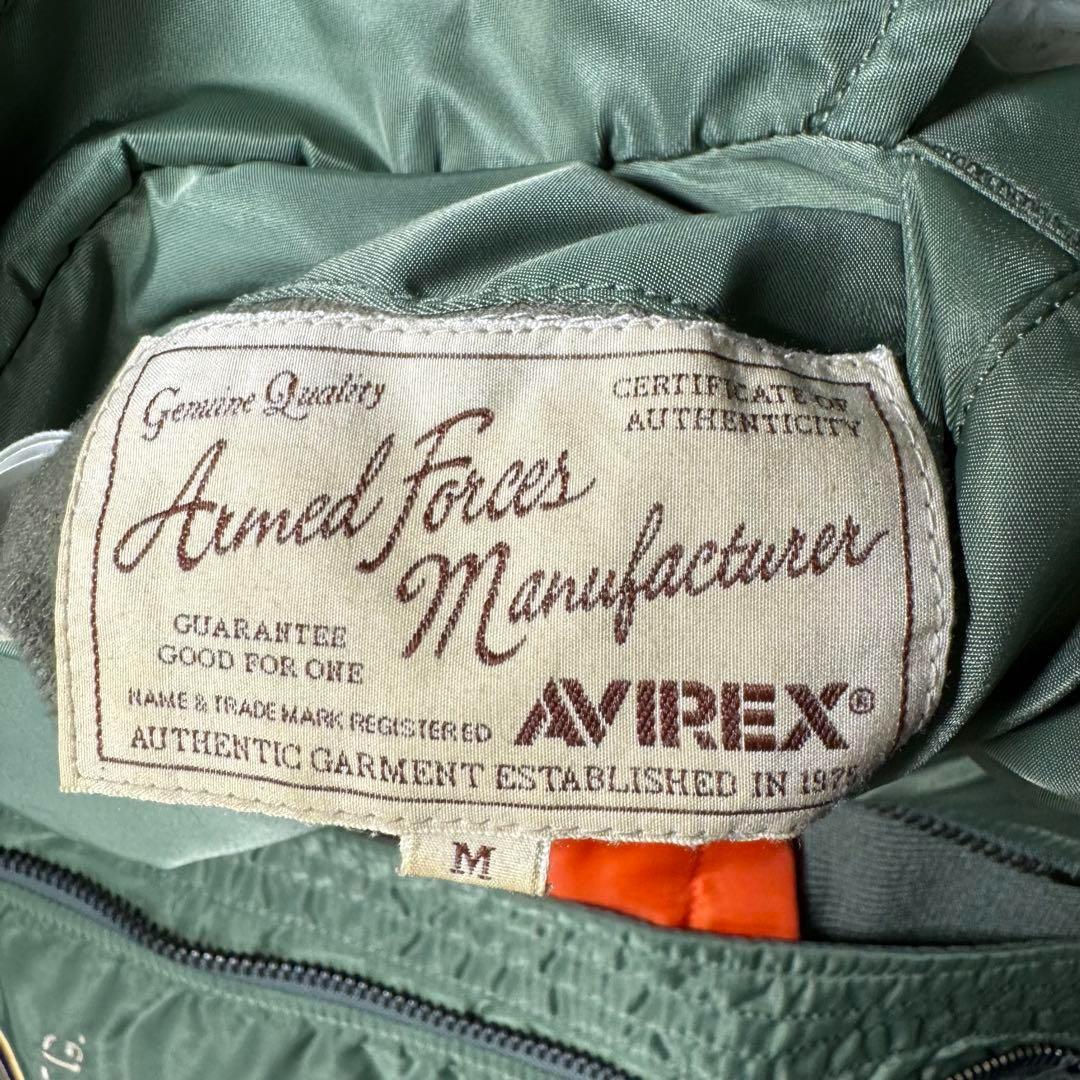 Genuine Quality
CERTIFICATE OF
AUTHENTICITY
Armed Forces
Manufacturer
GUARANTEE
GOOD FOR ONE
NAME & TRADE MARK REGISTERED
AVIREX®
AUTHENTIC GARMENT ESTABLISHED IN 1975
M